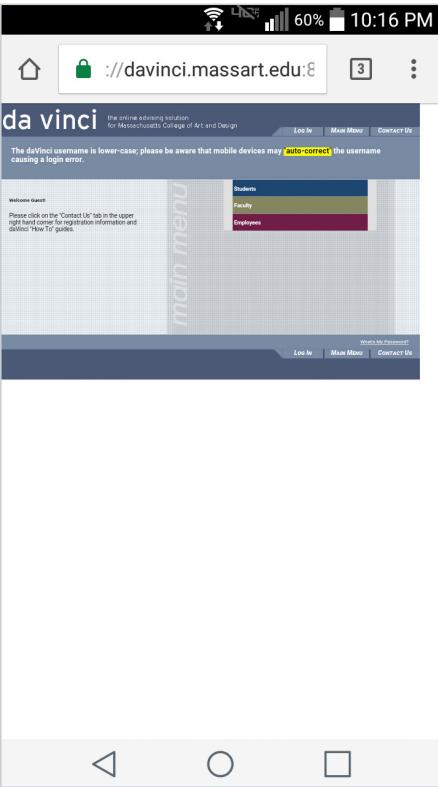 4G LTE 60% 10:16 PM
://davinci.massart.edu:8
3
da vinci
the online advising solution
for Massachusetts College of Art and Design
Log In Main Menu Contact Us
The daVinci username is lower-case; please be aware that mobile devices may 'auto-correct' the username
causing a login error.
Welcome Guest!
Please click on the "Contact Us" tab in the upper
right hand corner for registration information and
daVinci "How To" guides.
main menu
Students
Faculty
Employees
What's My Password?
Log In Main Menu Contact Us